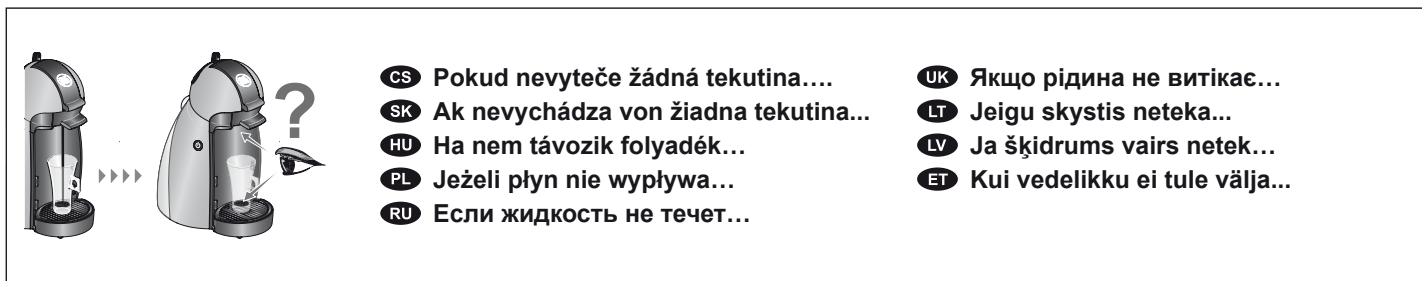 ?
CS Pokud nevyteče žádná tekutina….
SK Ak nevychádza von žiadna tekutina...
HU Ha nem távozik folyadék…
PL Jeżeli płyn nie wypływa…
RU Если жидкость не течет…
UK Якщо рідина не витікає…
LT Jeigu skystis neteka...
LV Ja šķidrums vairs netek…
ET Kui vedelikku ei tule välja...